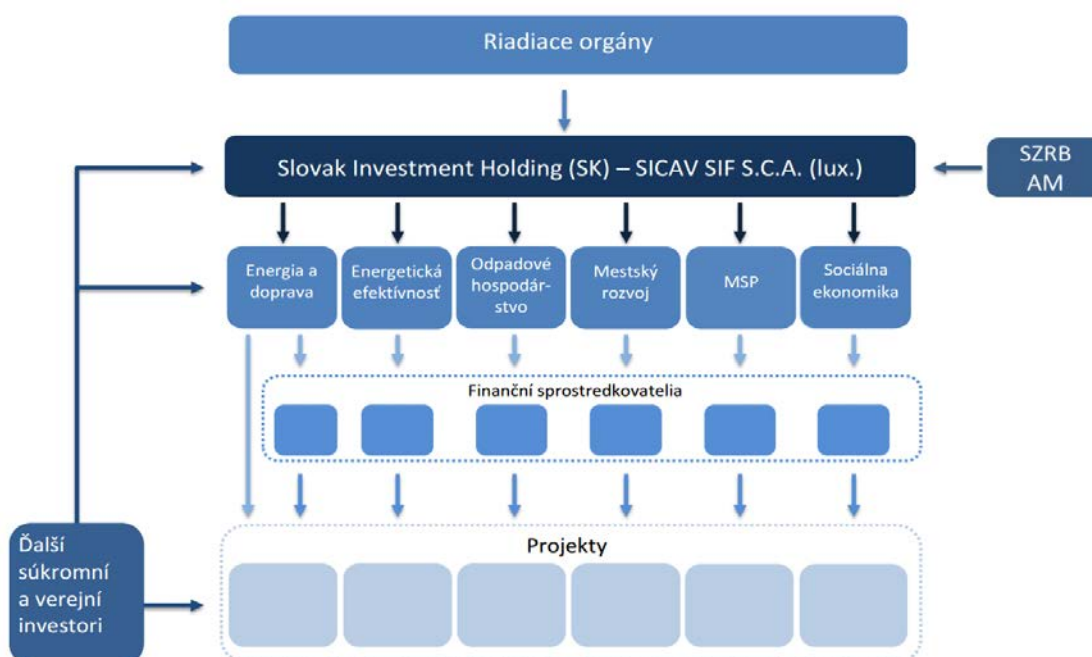 Riadiace orgány
Slovak Investment Holding (SK) – SICAV SIF S.C.A. (lux.)
SZRB
AM
Energia a
doprava
Energetická
efektívnosť
Odpadové
hospodár-
stvo
Mestský
rozvoj
MSP
Sociálna
ekonomika
Finanční sprostredkovatelia
Projekty
Ďalší
súkromní
a verejní
investori